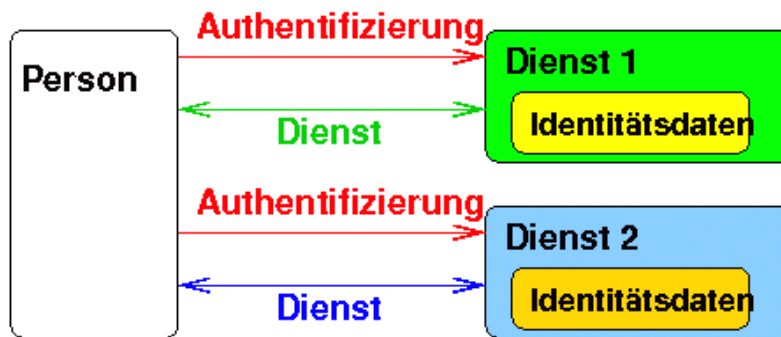 Authentifizierung
Person
Dienst 1
Dienst
Identitätsdaten
Authentifizierung
Dienst 2
Dienst
Identitätsdaten